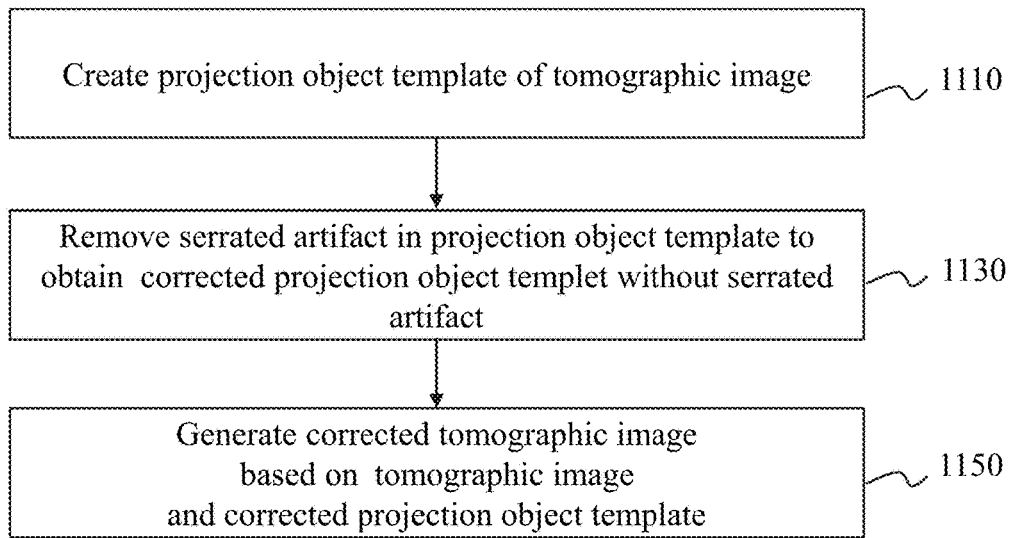 Create projection object template of tomographic image
1110
Remove serrated artifact in projection object template to
obtain corrected projection object templet without serrated
artifact
1130
Generate corrected tomographic image
based on tomographic image
and corrected projection object template
1150